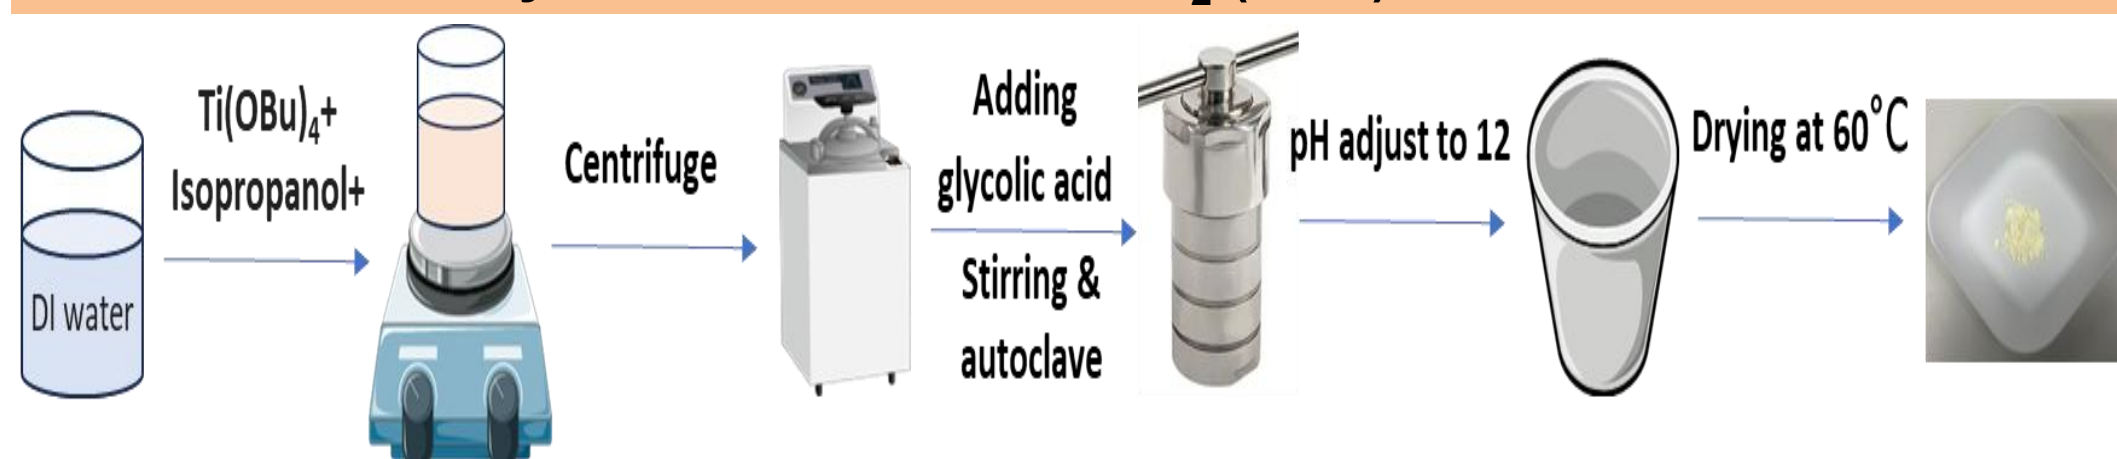 DI water
Ti(OBu)₄+
Isopropanol+
Centrifuge
Adding
glycolic acid
Stirring &
autoclave
pH adjust to 12
Drying at 60°C